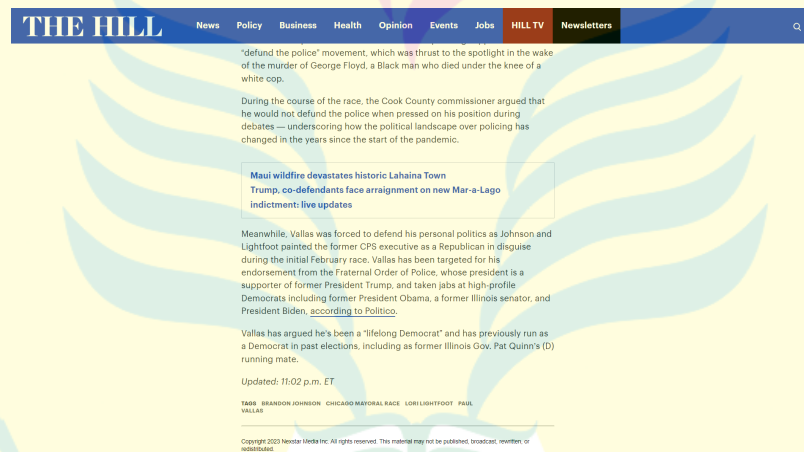 THE HILL News Policy Business Health Opinion Events Jobs HILL TV Newsletters
“defund the police” movement, which was thrust to the spotlight in the wake
of the murder of George Floyd, a Black man who died under the knee of a
white cop.
During the course of the race, the Cook County commissioner argued that
he would not defund the police when pressed on his position during
debates — underscoring how the political landscape over policing has
changed in the years since the start of the pandemic.
Maui wildfire devastates historic Lahaina Town
Trump, co-defendants face arraignment on new Mar-a-Lago
indictment: live updates
Meanwhile, Vallas was forced to defend his personal politics as Johnson and
Lightfoot painted the former CPS executive as a Republican in disguise
during the initial February race. Vallas has been targeted for his
endorsement from the Fraternal Order of Police, whose president is a
supporter of former President Trump, and taken jabs at high-profile
Democrats including former President Obama, a former Illinois senator, and
President Biden, according to Politico.
Vallas has argued he’s been a “lifelong Democrat” and has previously run as
a Democrat in past elections, including as former Illinois Gov. Pat Quinn’s (D)
running mate.
Updated: 11:02 p.m. ET
TAGS BRANDON JOHNSON CHICAGO MAYORAL RACE LORI LIGHTFOOT PAUL
VALLAS
Copyright 2023 Nexstar Media Inc. All rights reserved. This material may not be published, broadcast, rewritten, or
redistributed.